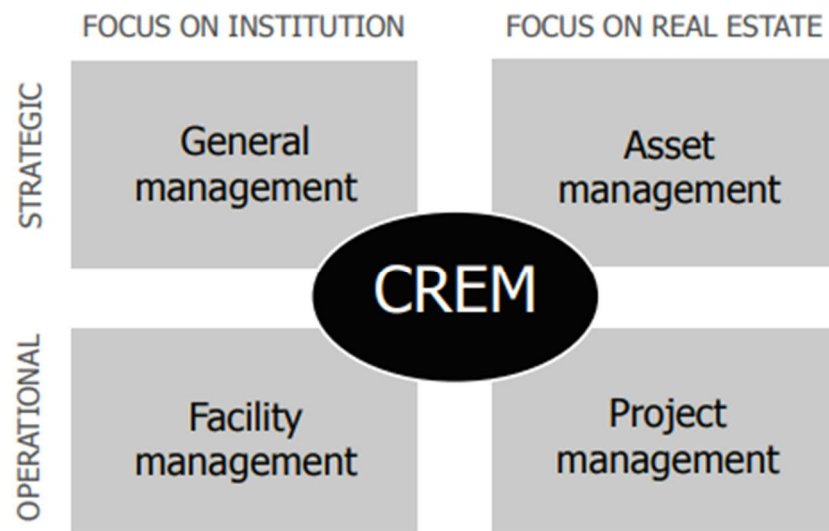 FOCUS ON INSTITUTION
FOCUS ON REAL ESTATE
STRATEGIC
General
management
Asset
management
CREM
OPERATIONAL
Facility
management
Project
management